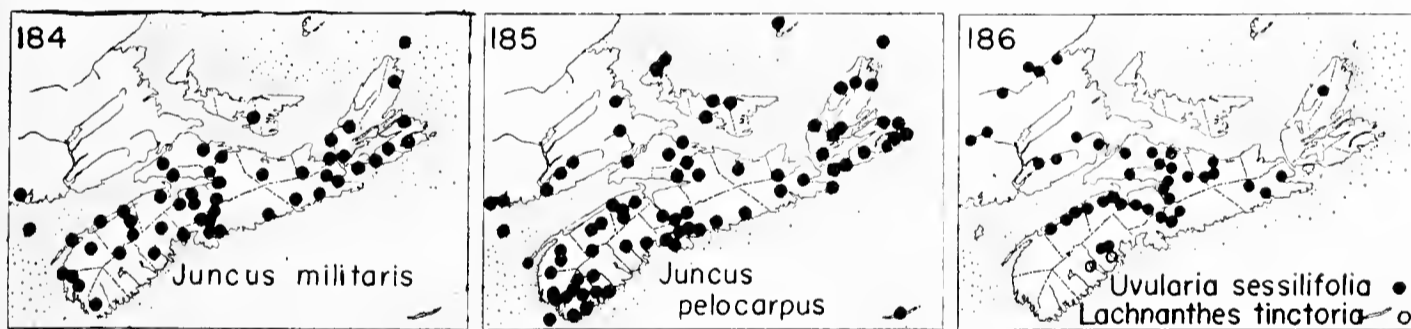 184
Juncus militaris
185
Juncus
pelocarpus
186
Uvularia sessilifolia
Lachnanthes tinctoria